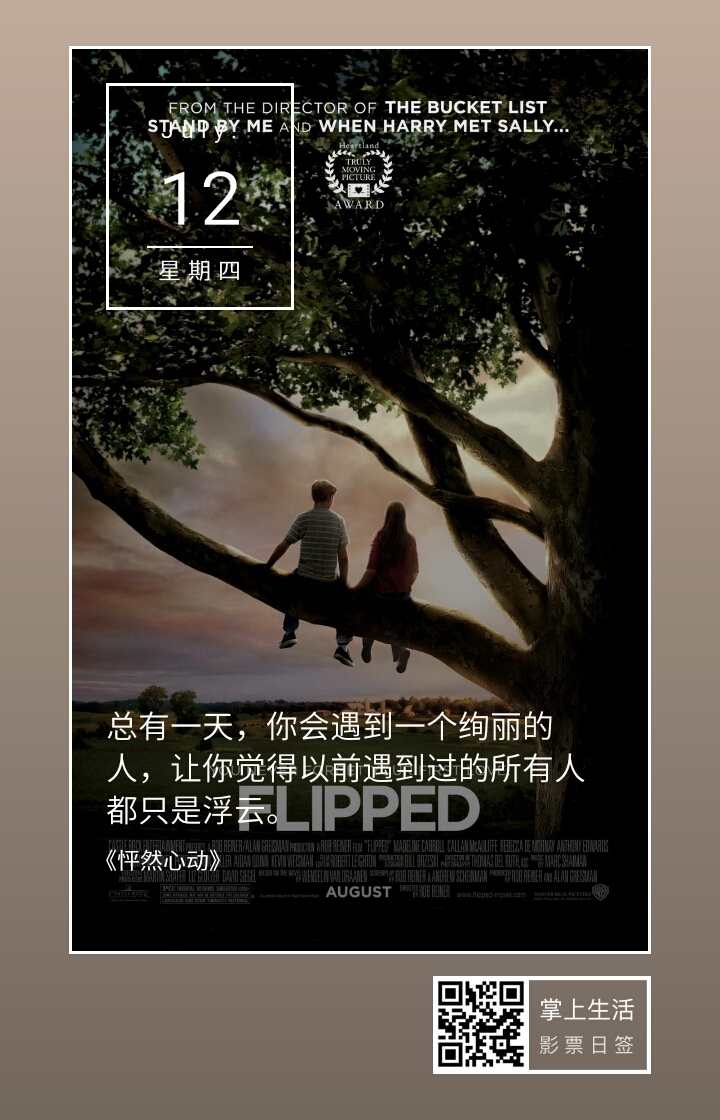 FROM THE DIRECTOR OF THE BUCKET LIST
STAND BY ME AND WHEN HARRY MET SALLY...
July.
12
星期四
Heartland
TRULY
MOVING
PICTURE
AWARD
总有一天，你会遇到一个绚丽的
人，让你觉得以前遇到过的所有人
都只是浮云。
FLIPPED
《怦然心动》
AUGUST
www.flipped-movie.com
掌上生活
影票日签